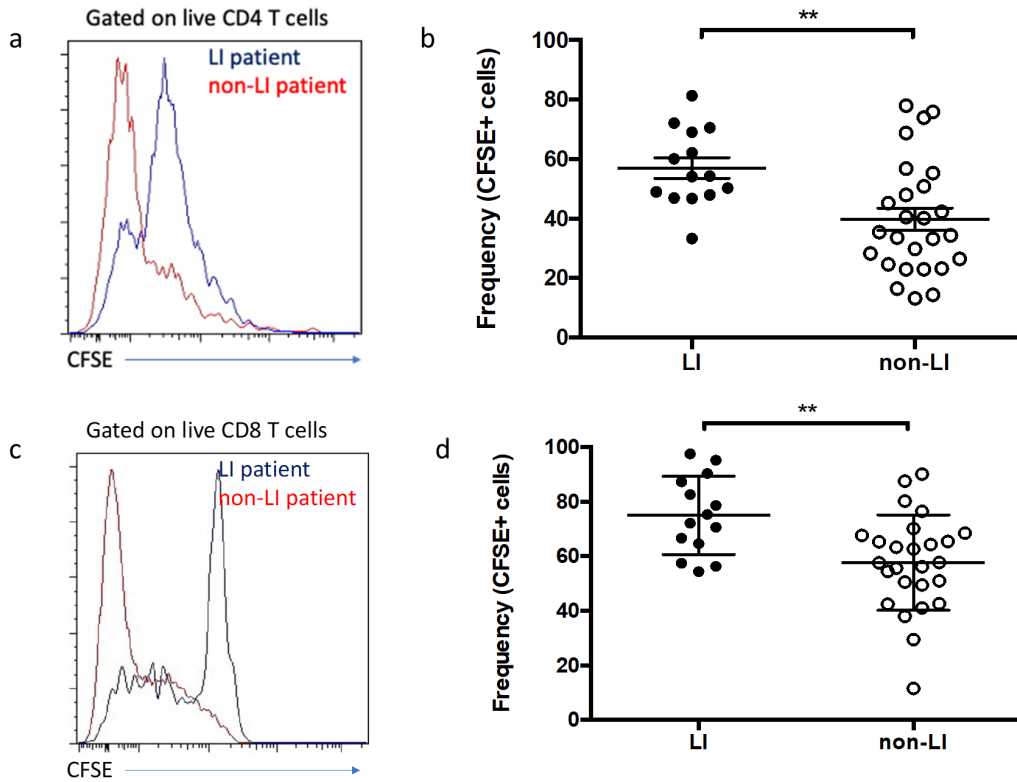 a
Gated on live CD4 T cells
LI patient
non-LI patient
CFSE
b
**
Frequency (CFSE+ cells)
100
80
60
40
20
0
LI
non-LI
c
Gated on live CD8 T cells
LI patient
non-LI patient
CFSE
d
**
Frequency (CFSE+ cells)
100
80
60
40
20
0
LI
non-LI